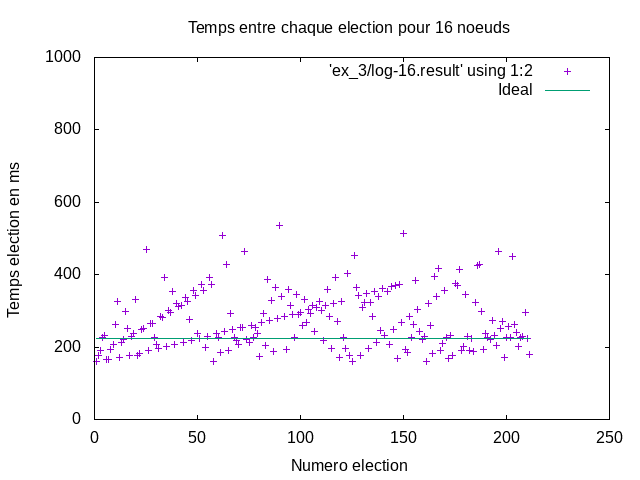 Temps entre chaque election pour 16 noeuds
'ex_3/log-16.result' using 1:2
Ideal
Temps election en ms
1000
800
600
400
200
0
0 50 100 150 200 250
Numero election